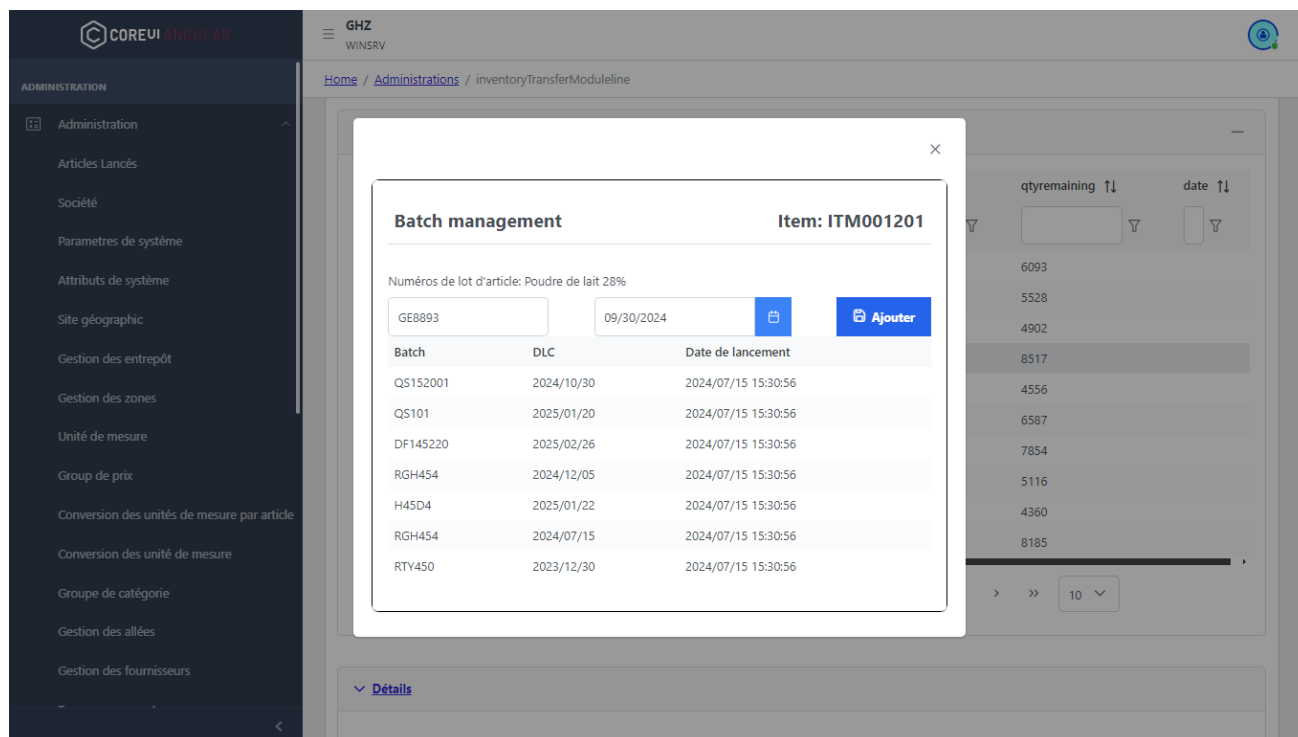 COREUI ANGULAR
GHZ
WINSRV
Home / Administrations / inventoryTransferModuleline
ADMINISTRATION
Administration
Articles Lancés
Société
Parametres de système
Attributs de système
Site géographic
Gestion des entrepôt
Gestion des zones
Unité de mesure
Group de prix
Conversion des unités de mesure par article
Conversion des unité de mesure
Groupe de catégorie
Gestion des allées
Gestion des fournisseurs
Batch management Item: ITM001201
Numéros de lot d'article: Poudre de lait 28%
GE8893 09/30/2024 Ajouter
Batch DLC Date de lancement
QS152001 2024/10/30 2024/07/15 15:30:56
QS101 2025/01/20 2024/07/15 15:30:56
DF145220 2025/02/26 2024/07/15 15:30:56
RGH454 2024/12/05 2024/07/15 15:30:56
H45D4 2025/01/22 2024/07/15 15:30:56
RGH454 2024/07/15 2024/07/15 15:30:56
RTY450 2023/12/30 2024/07/15 15:30:56
qtyremaining date
6093
5528
4902
8517
4556
6587
7854
5116
4360
8185
10
Détails